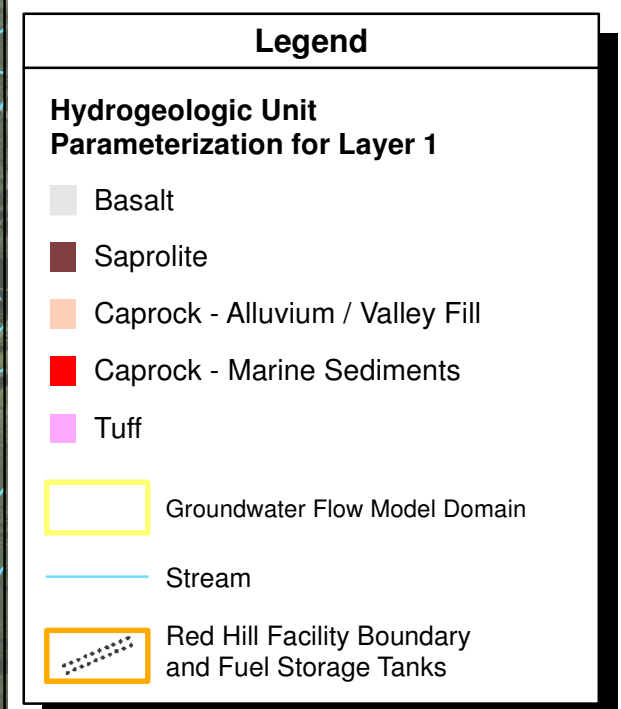 Legend
Hydrogeologic Unit
Parameterization for Layer 1
Basalt
Saprolite
Caprock - Alluvium / Valley Fill
Caprock - Marine Sediments
Tuff
Groundwater Flow Model Domain
Stream
Red Hill Facility Boundary
and Fuel Storage Tanks